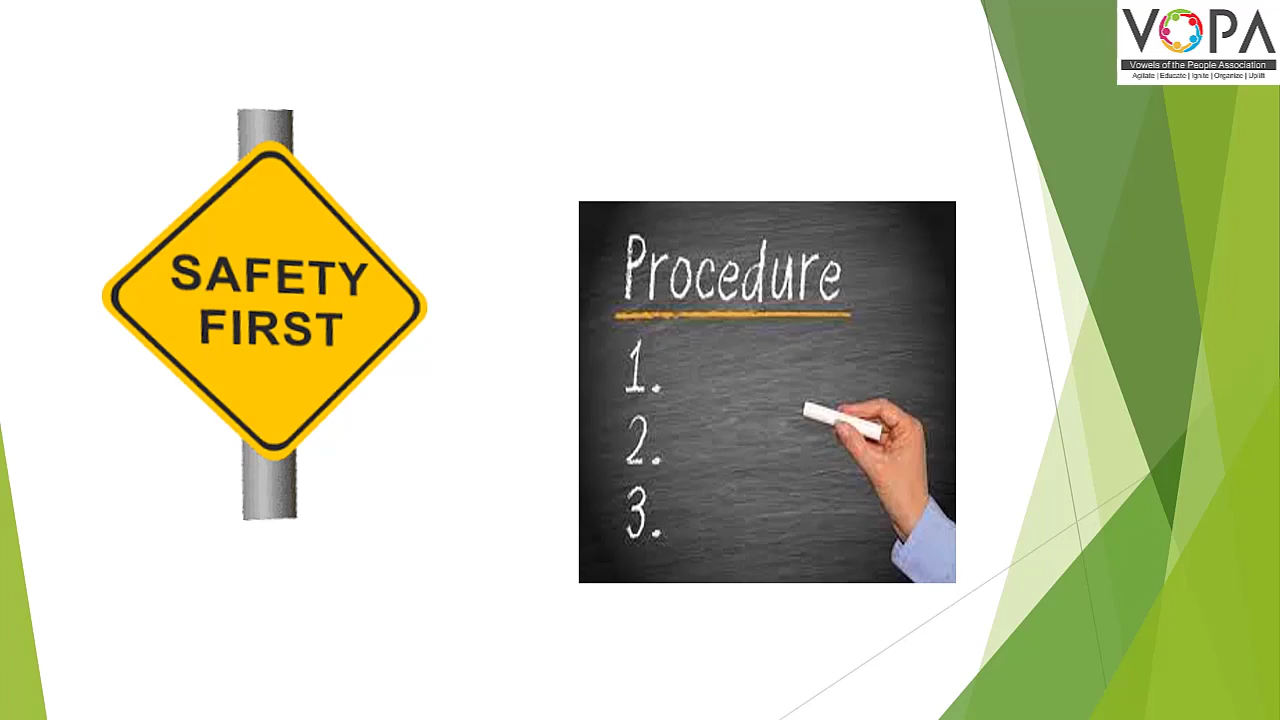 VOPA
Vowels of the People Association
Agitate | Educate | Ignite | Organize | Uplift
SAFETY
FIRST
Procedure
1.
2.
3.